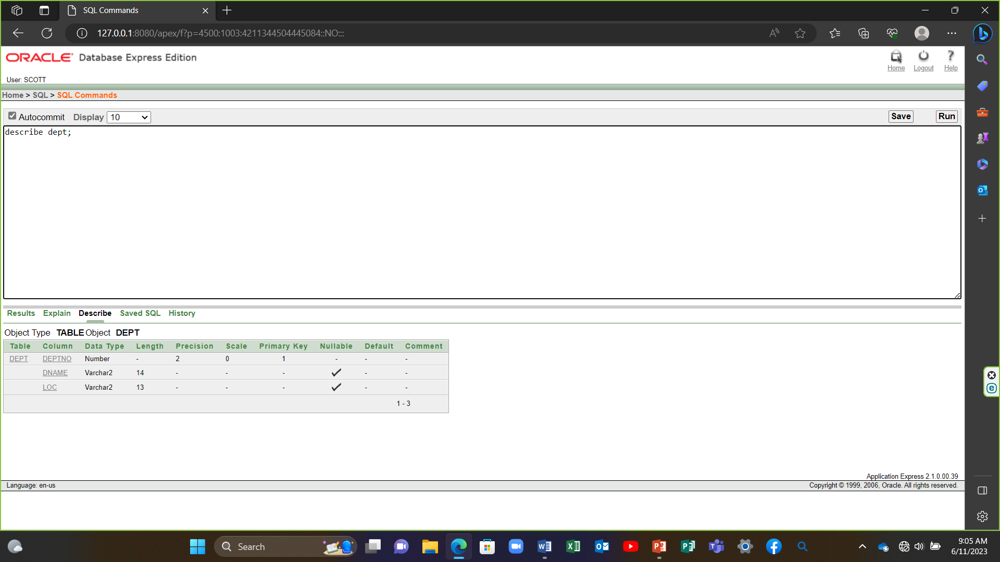 SQL Commands
127.0.0.1:8080/apex/f?p=4500:1003:4211344504445084::NO:::
ORACLE Database Express Edition
Home Logout Help
User: SCOTT
Home > SQL > SQL Commands
Autocommit Display 10 Save Run
describe dept;
Results Explain Describe Saved SQL History
Object Type TABLE Object DEPT
Table Column Data Type Length Precision Scale Primary Key Nullable Default Comment
DEPT DEPTNO Number - 2 0 1 - - -
DNAME Varchar2 14 - - - ✓ - -
LOC Varchar2 13 - - - ✓ - -
1 - 3
Application Express 2.1.0.00.39
Language: en-us Copyright © 1999, 2006, Oracle. All rights reserved.
Search
9:05 AM
6/11/2023